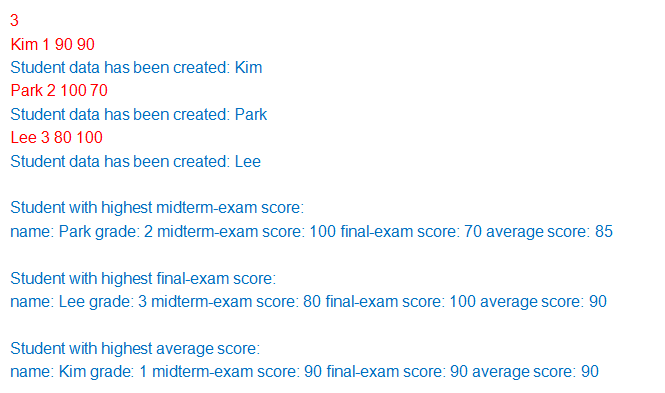 3
Kim 1 90 90
Student data has been created: Kim
Park 2 100 70
Student data has been created: Park
Lee 3 80 100
Student data has been created: Lee
Student with highest midterm-exam score:
name: Park grade: 2 midterm-exam score: 100 final-exam score: 70 average score: 85
Student with highest final-exam score:
name: Lee grade: 3 midterm-exam score: 80 final-exam score: 100 average score: 90
Student with highest average score:
name: Kim grade: 1 midterm-exam score: 90 final-exam score: 90 average score: 90